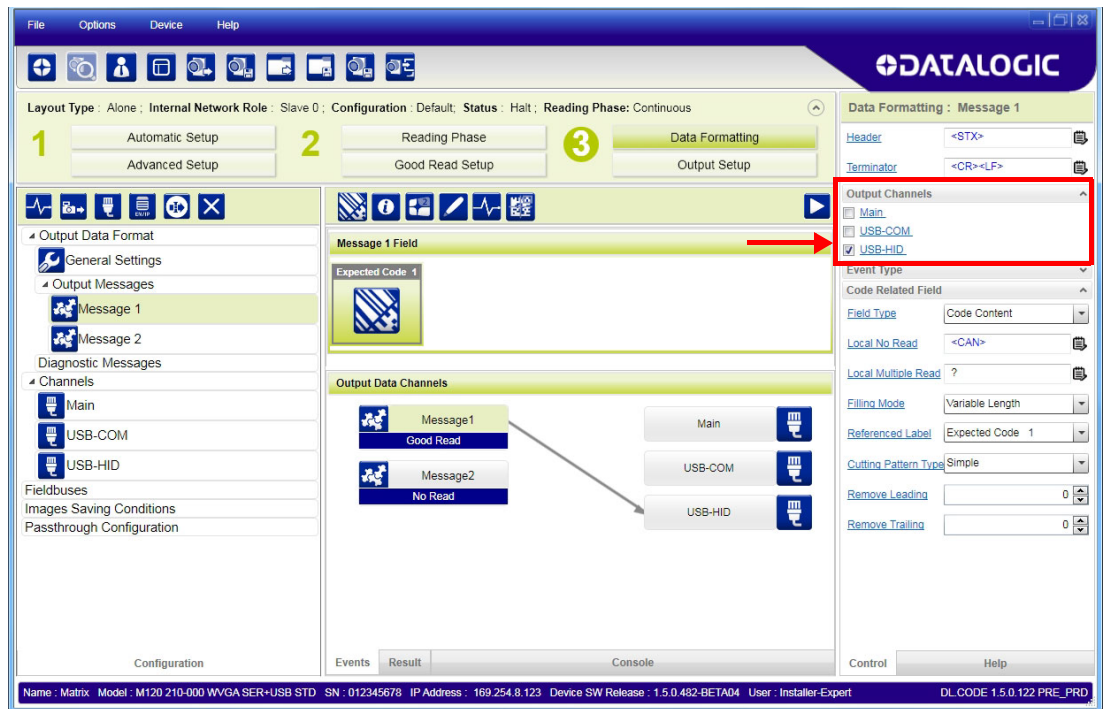 File Options Device Help
DATALOGIC
Layout Type : Alone ; Internal Network Role : Slave 0 ; Configuration : Default; Status : Halt ; Reading Phase: Continuous
1 Automatic Setup 2 Reading Phase 3 Data Formatting
Advanced Setup Good Read Setup Output Setup
Output Data Format
General Settings
Output Messages
Message 1
Message 2
Diagnostic Messages
Channels
Main
USB-COM
USB-HID
Fieldbuses
Images Saving Conditions
Passthrough Configuration
Configuration
Message 1 Field
Expected Code 1
Output Data Channels
Message1
Good Read
Message2
No Read
Main
USB-COM
USB-HID
Events Result Console
Data Formatting : Message 1
Header <STX>
Terminator <CR><LF>
Output Channels
Main
USB-COM
USB-HID
Event Type
Code Related Field
Field Type Code Content
Local No Read <CAN>
Local Multiple Read ?
Filling Mode Variable Length
Referenced Label Expected Code 1
Cutting Pattern Type Simple
Remove Leading 0
Remove Trailing 0
Control Help
Name : Matrix Model : M120 210-000 WVGA SER+USB STD SN : 012345678 IP Address : 169.254.8.123 Device SW Release : 1.5.0.482-BETA04 User : Installer-Expert DL.CODE 1.5.0.122 PRE_PRD